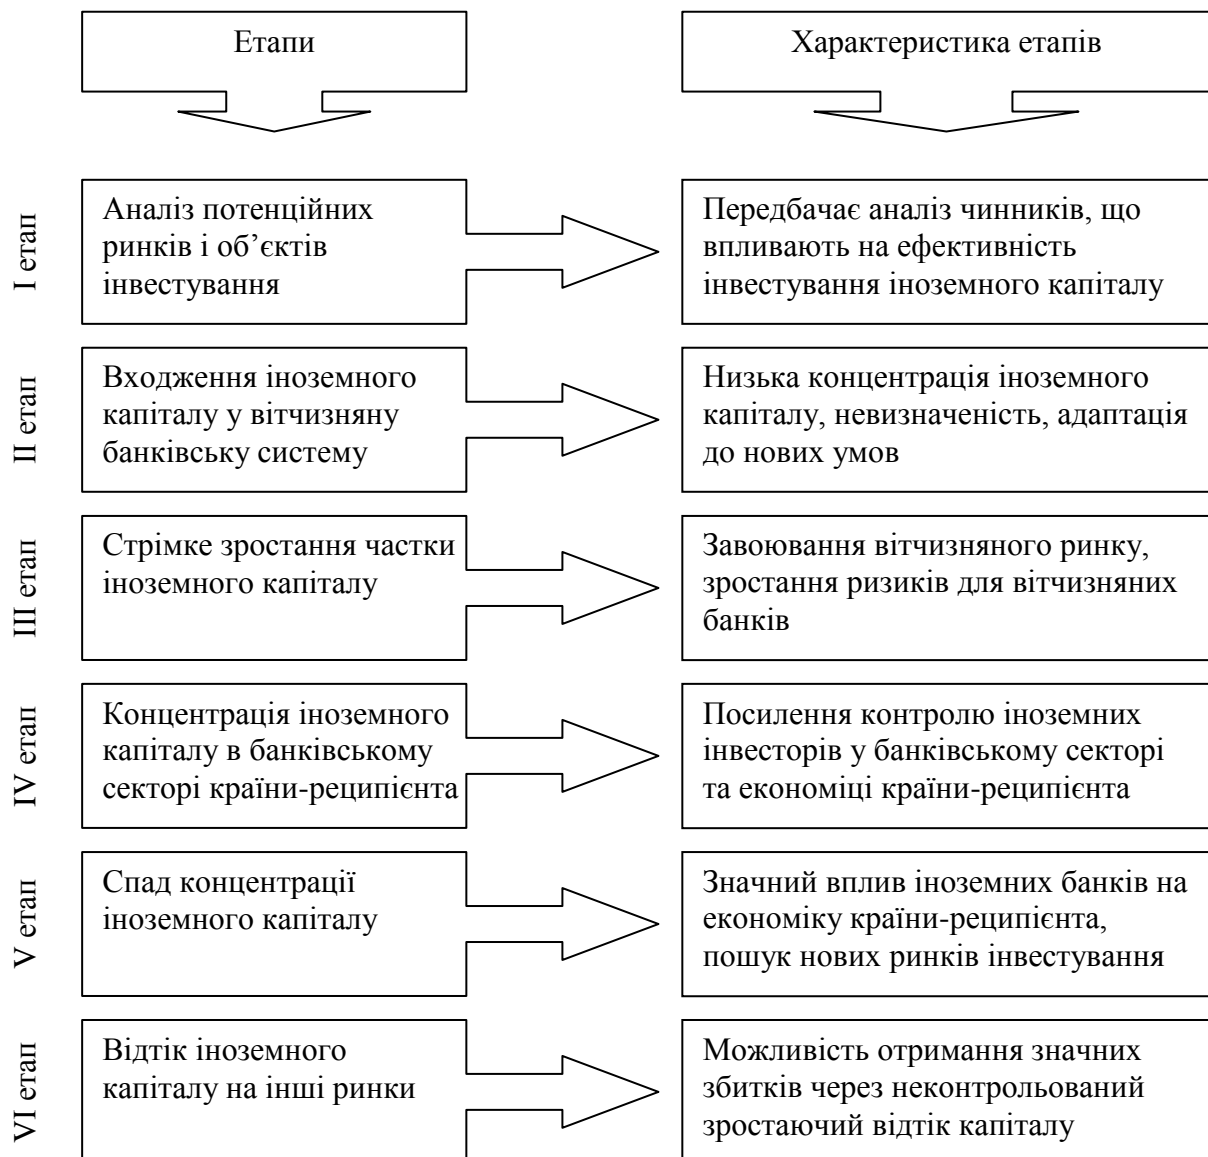 Етапи
Характеристика етапів
І етап
Аналіз потенційних
ринків і об’єктів
інвестування
Передбачає аналіз чинників, що
впливають на ефективність
інвестування іноземного капіталу
ІІ етап
Входження іноземного
капіталу у вітчизняну
банківську систему
Низька концентрація іноземного
капіталу, невизначеність, адаптація
до нових умов
ІІІ етап
Стрімке зростання частки
іноземного капіталу
Завоювання вітчизняного ринку,
зростання ризиків для вітчизняних
банків
IV етап
Концентрація іноземного
капіталу в банківському
секторі країни-реципієнта
Посилення контролю іноземних
інвесторів у банківському секторі
та економіці країни-реципієнта
V етап
Спад концентрації
іноземного капіталу
Значний вплив іноземних банків на
економіку країни-реципієнта,
пошук нових ринків інвестування
VI етап
Відтік іноземного
капіталу на інші ринки
Можливість отримання значних
збитків через неконтрольований
зростаючий відтік капіталу